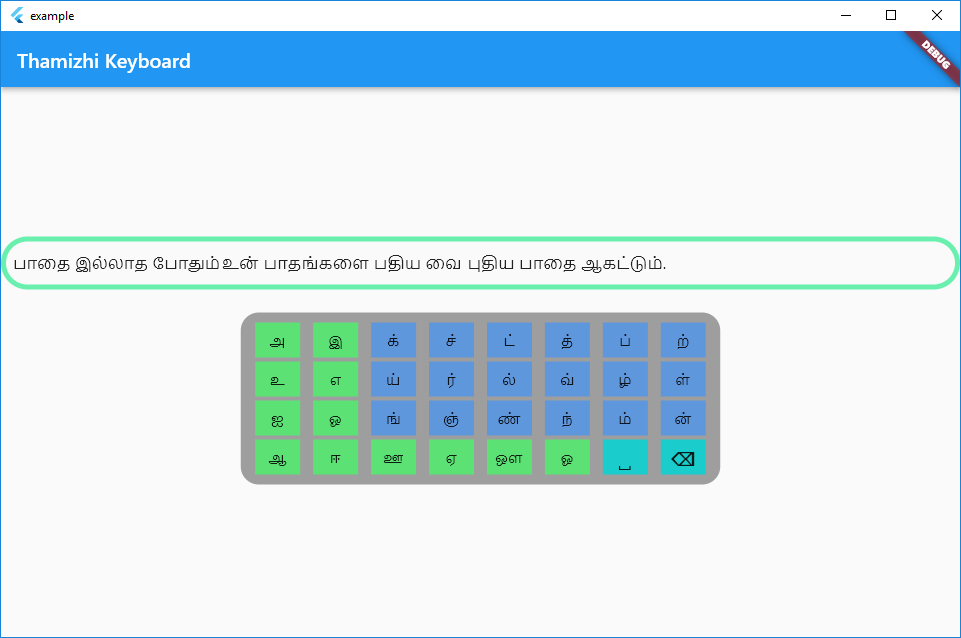 example
Thamizhi Keyboard
DEBUG
பாதை இல்லாத போதும் உன் பாதங்களை பதிய வை புதிய பாதை ஆகட்டும்.
அ இ க் ச் ட் த் ப் ற்
உ எ ய் ர் ல் வ் ழ் ள்
ஐ ஓ ங் ஞ் ண் ந் ம் ன்
ஆ ஈ ஊ ஏ ஔ ஓ ⌫